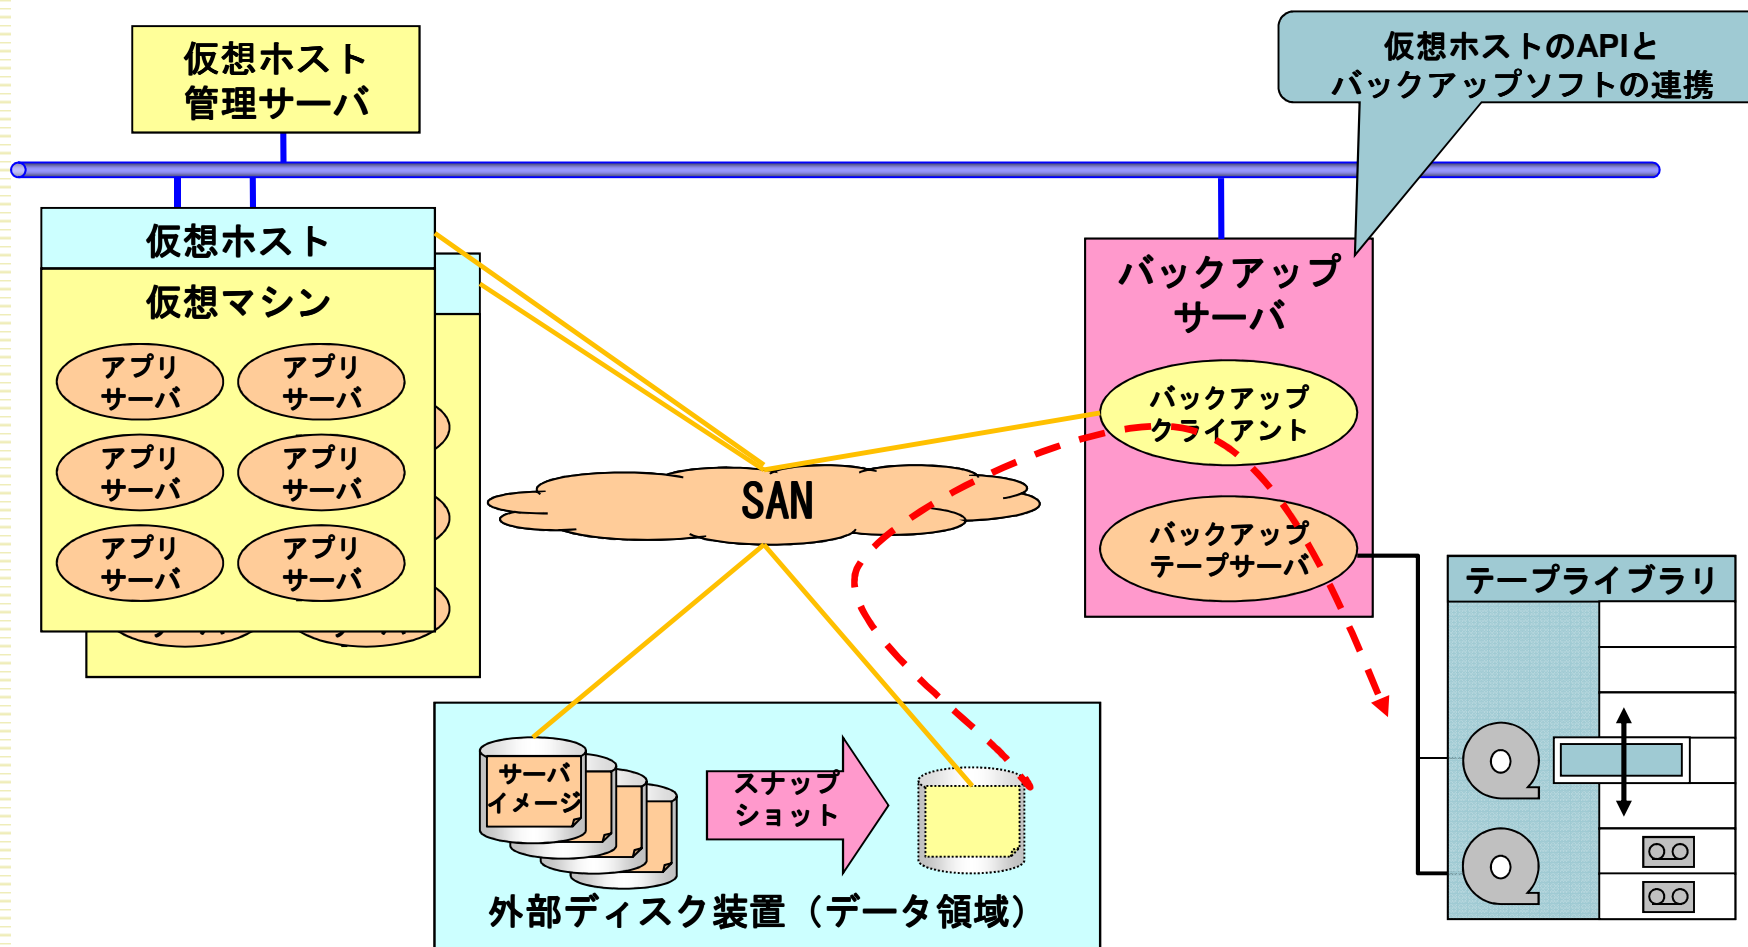 仮想ホスト
管理サーバ
仮想ホストのAPIと
バックアップソフトの連携
仮想ホスト
仮想マシン
アプリ
サーバ
アプリ
サーバ
アプリ
サーバ
アプリ
サーバ
アプリ
サーバ
アプリ
サーバ
バックアップ
サーバ
バックアップ
クライアント
バックアップ
テープサーバ
SAN
テープライブラリ
サーバ
イメージ
スナップ
ショット
外部ディスク装置（データ領域）